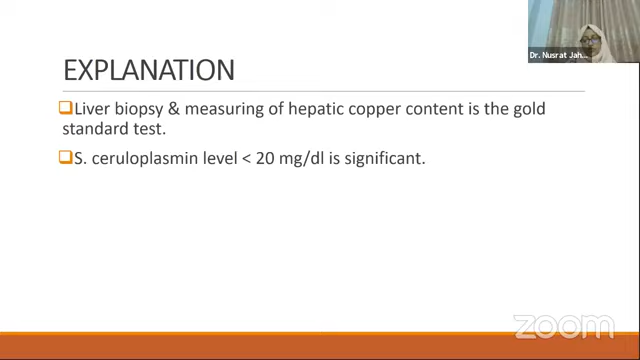 Dr. Nusrat Jah...
EXPLANATION
Liver biopsy & measuring of hepatic copper content is the gold
standard test.
S. ceruloplasmin level < 20 mg/dl is significant.
zoom